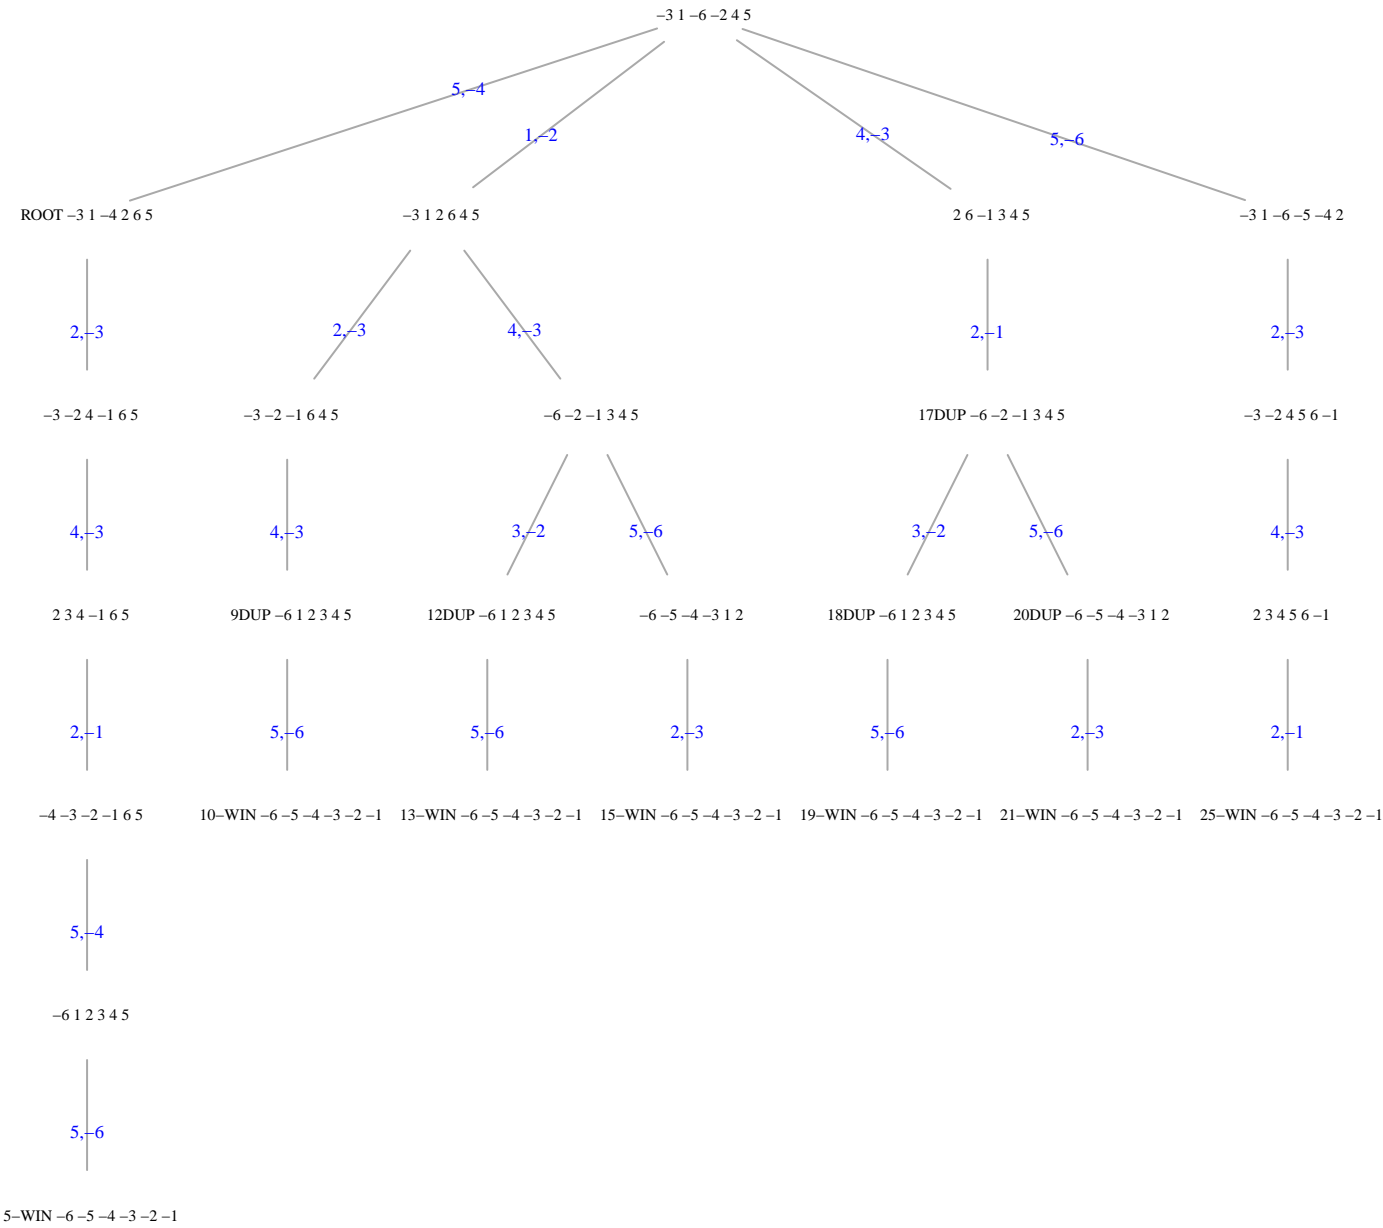 −3 1 −6 −2 4 5
5,−4
1,−2
4,−3
5,−6
ROOT −3 1 −4 2 6 5
−3 1 2 6 4 5
2 6 −1 3 4 5
−3 1 −6 −5 −4 2
2,−3
2,−3
4,−3
2,−1
2,−3
−3 −2 4 −1 6 5
−3 −2 −1 6 4 5
−6 −2 −1 3 4 5
17DUP −6 −2 −1 3 4 5
−3 −2 4 5 6 −1
4,−3
4,−3
3,−2
5,−6
3,−2
5,−6
4,−3
2 3 4 −1 6 5
9DUP −6 1 2 3 4 5
12DUP −6 1 2 3 4 5
−6 −5 −4 −3 1 2
18DUP −6 1 2 3 4 5
20DUP −6 −5 −4 −3 1 2
2 3 4 5 6 −1
2,−1
5,−6
5,−6
2,−3
5,−6
2,−3
2,−1
−4 −3 −2 −1 6 5
10−WIN −6 −5 −4 −3 −2 −1
13−WIN −6 −5 −4 −3 −2 −1
15−WIN −6 −5 −4 −3 −2 −1
19−WIN −6 −5 −4 −3 −2 −1
21−WIN −6 −5 −4 −3 −2 −1
25−WIN −6 −5 −4 −3 −2 −1
5,−4
−6 1 2 3 4 5
5,−6
5−WIN −6 −5 −4 −3 −2 −1